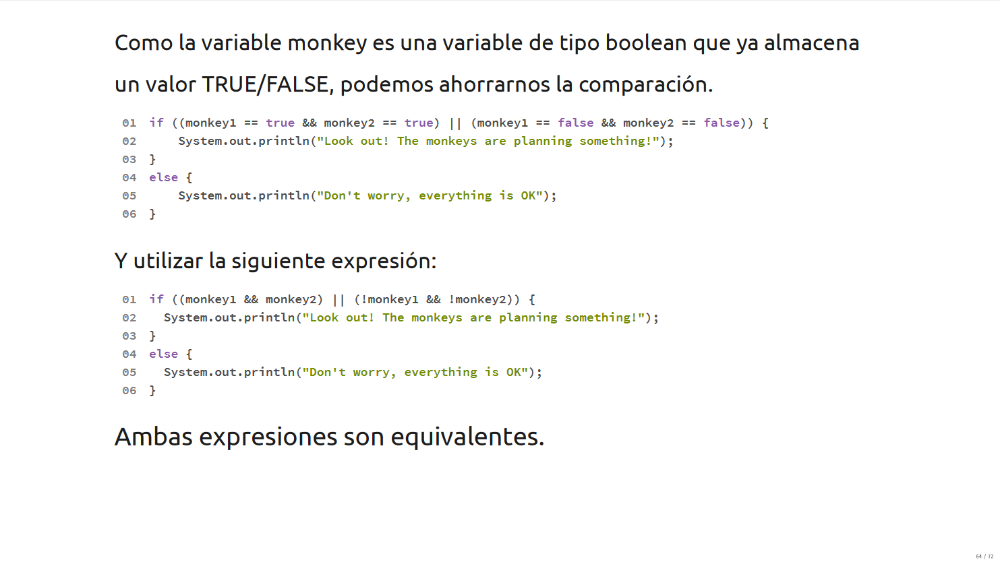 Como la variable monkey es una variable de tipo boolean que ya almacena
un valor TRUE/FALSE, podemos ahorrarnos la comparación.
01 if ((monkey1 == true && monkey2 == true) || (monkey1 == false && monkey2 == false)) {
02     System.out.println("Look out! The monkeys are planning something!");
03 }
04 else {
05     System.out.println("Don't worry, everything is OK");
06 }
Y utilizar la siguiente expresión:
01 if ((monkey1 && monkey2) || (!monkey1 && !monkey2)) {
02   System.out.println("Look out! The monkeys are planning something!");
03 }
04 else {
05   System.out.println("Don't worry, everything is OK");
06 }
Ambas expresiones son equivalentes.
64 / 72